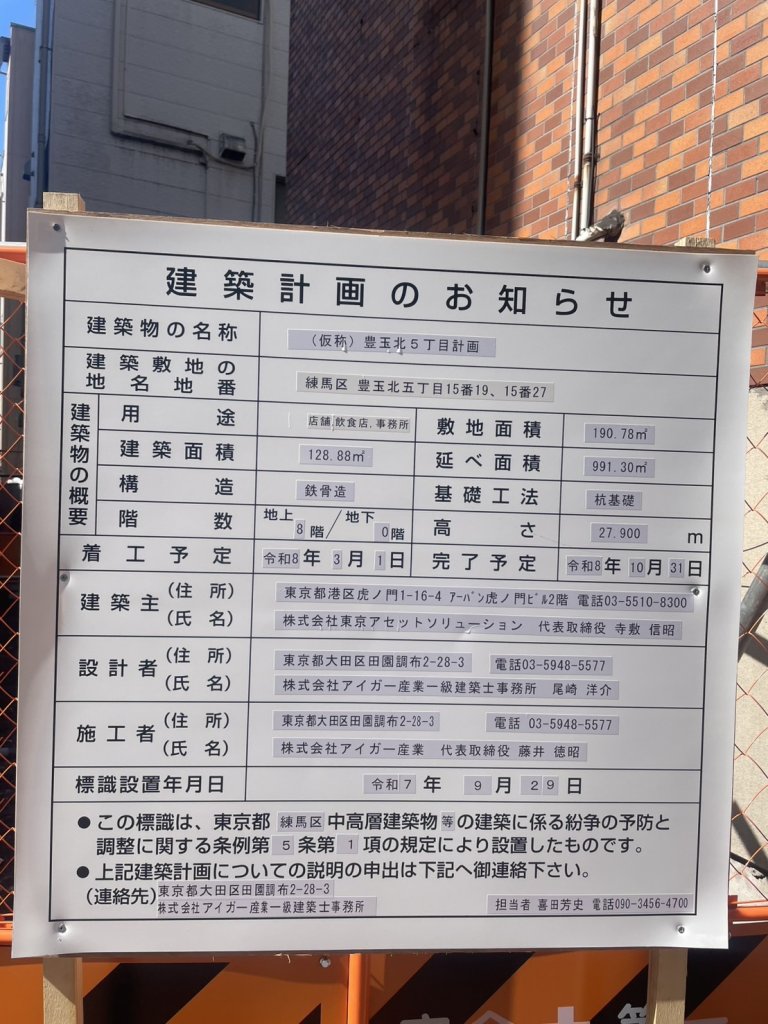 建築計画のお知らせ
建築物の名称 （仮称）豊玉北５丁目計画
建築敷地の地名地番 練馬区 豊玉北五丁目15番19、15番27
建築物の概要
用途 店舗,飲食店,事務所 敷地面積 190.78㎡
建築面積 128.88㎡ 延べ面積 991.30㎡
構造 鉄骨造 基礎工法 杭基礎
階数 地上8階／地下0階 高さ 27.900 m
着工予定 令和8年3月1日 完了予定 令和8年10月31日
建築主（住所） 東京都港区虎ノ門1-16-4 ｱｰﾊﾞﾝ虎ノ門ﾋﾞﾙ2階 電話03-5510-8300
（氏名） 株式会社東京アセットソリューション 代表取締役 寺敷 信昭
設計者（住所） 東京都大田区田園調布2-28-3 電話03-5948-5577
（氏名） 株式会社アイガー産業一級建築士事務所 尾崎 洋介
施工者（住所） 東京都大田区田園調布2-28-3 電話 03-5948-5577
（氏名） 株式会社アイガー産業 代表取締役 藤井 徳昭
標識設置年月日 令和7年9月29日
●この標識は、東京都 練馬区 中高層建築物等の建築に係る紛争の予防と
調整に関する条例第5条第1項の規定により設置したものです。
●上記建築計画についての説明の申出は下記へ御連絡下さい。
（連絡先）東京都大田区田園調布2-28-3
株式会社アイガー産業一級建築士事務所 担当者 喜田芳史 電話090-3456-4700